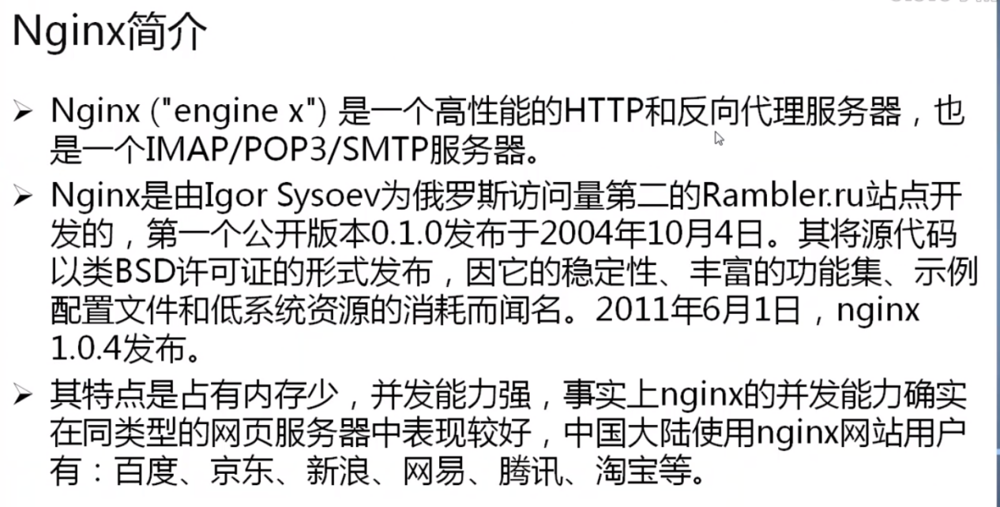 Nginx简介
➢ Nginx ("engine x") 是一个高性能的HTTP和反向代理服务器，也
是一个IMAP/POP3/SMTP服务器。
➢ Nginx是由Igor Sysoev为俄罗斯访问量第二的Rambler.ru站点开
发的，第一个公开版本0.1.0发布于2004年10月4日。其将源代码
以类BSD许可证的形式发布，因它的稳定性、丰富的功能集、示例
配置文件和低系统资源的消耗而闻名。2011年6月1日，nginx
1.0.4发布。
➢ 其特点是占有内存少，并发能力强，事实上nginx的并发能力确实
在同类型的网页服务器中表现较好，中国大陆使用nginx网站用户
有：百度、京东、新浪、网易、腾讯、淘宝等。